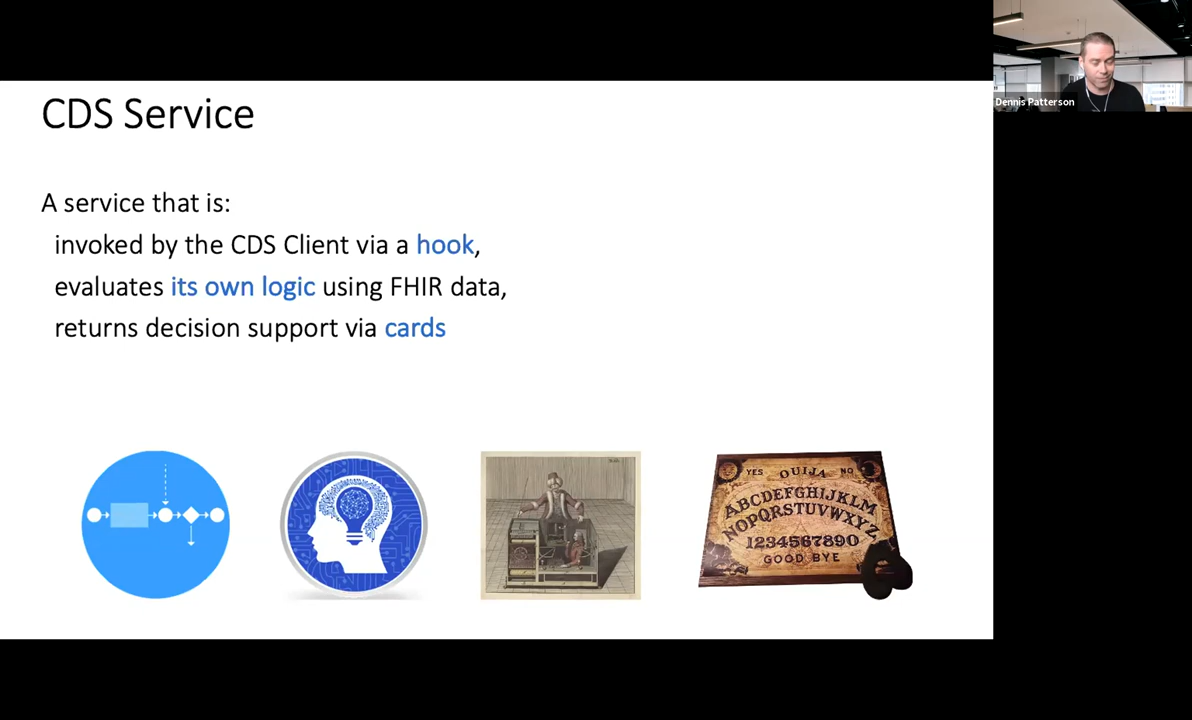 CDS Service
Dennis Patterson
A service that is:
invoked by the CDS Client via a hook,
evaluates its own logic using FHIR data,
returns decision support via cards
YES OUIJA NO
ABCDEFGHIJKLM
NOPQRSTUVWXYZ
1234567890
GOOD BYE